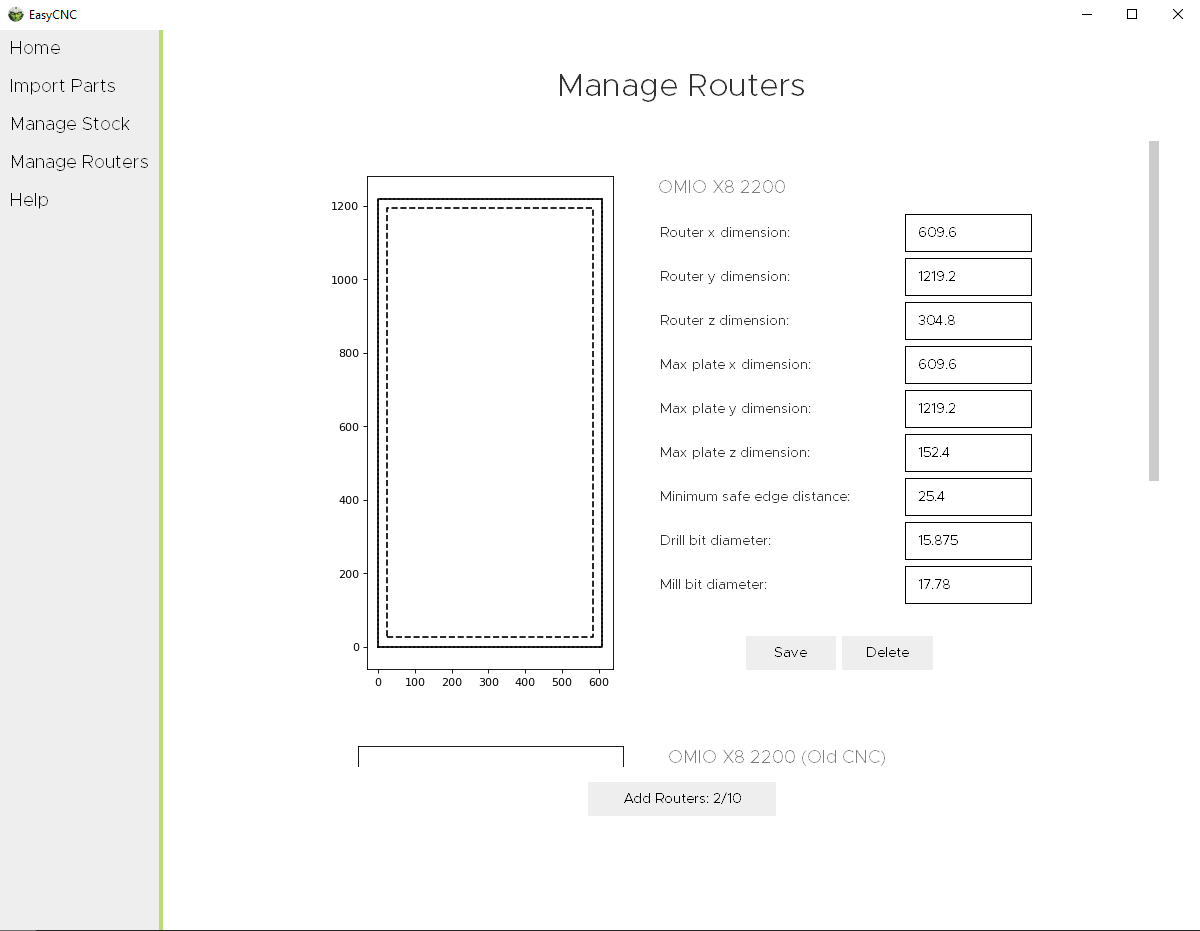 EasyCNC
Home
Import Parts
Manage Stock
Manage Routers
Help
Manage Routers
1200
1000
800
600
400
200
0
0 100 200 300 400 500 600
OMIO X8 2200
Router x dimension: 609.6
Router y dimension: 1219.2
Router z dimension: 304.8
Max plate x dimension: 609.6
Max plate y dimension: 1219.2
Max plate z dimension: 152.4
Minimum safe edge distance: 25.4
Drill bit diameter: 15.875
Mill bit diameter: 17.78
Save Delete
OMIO X8 2200 (Old CNC)
Add Routers: 2/10